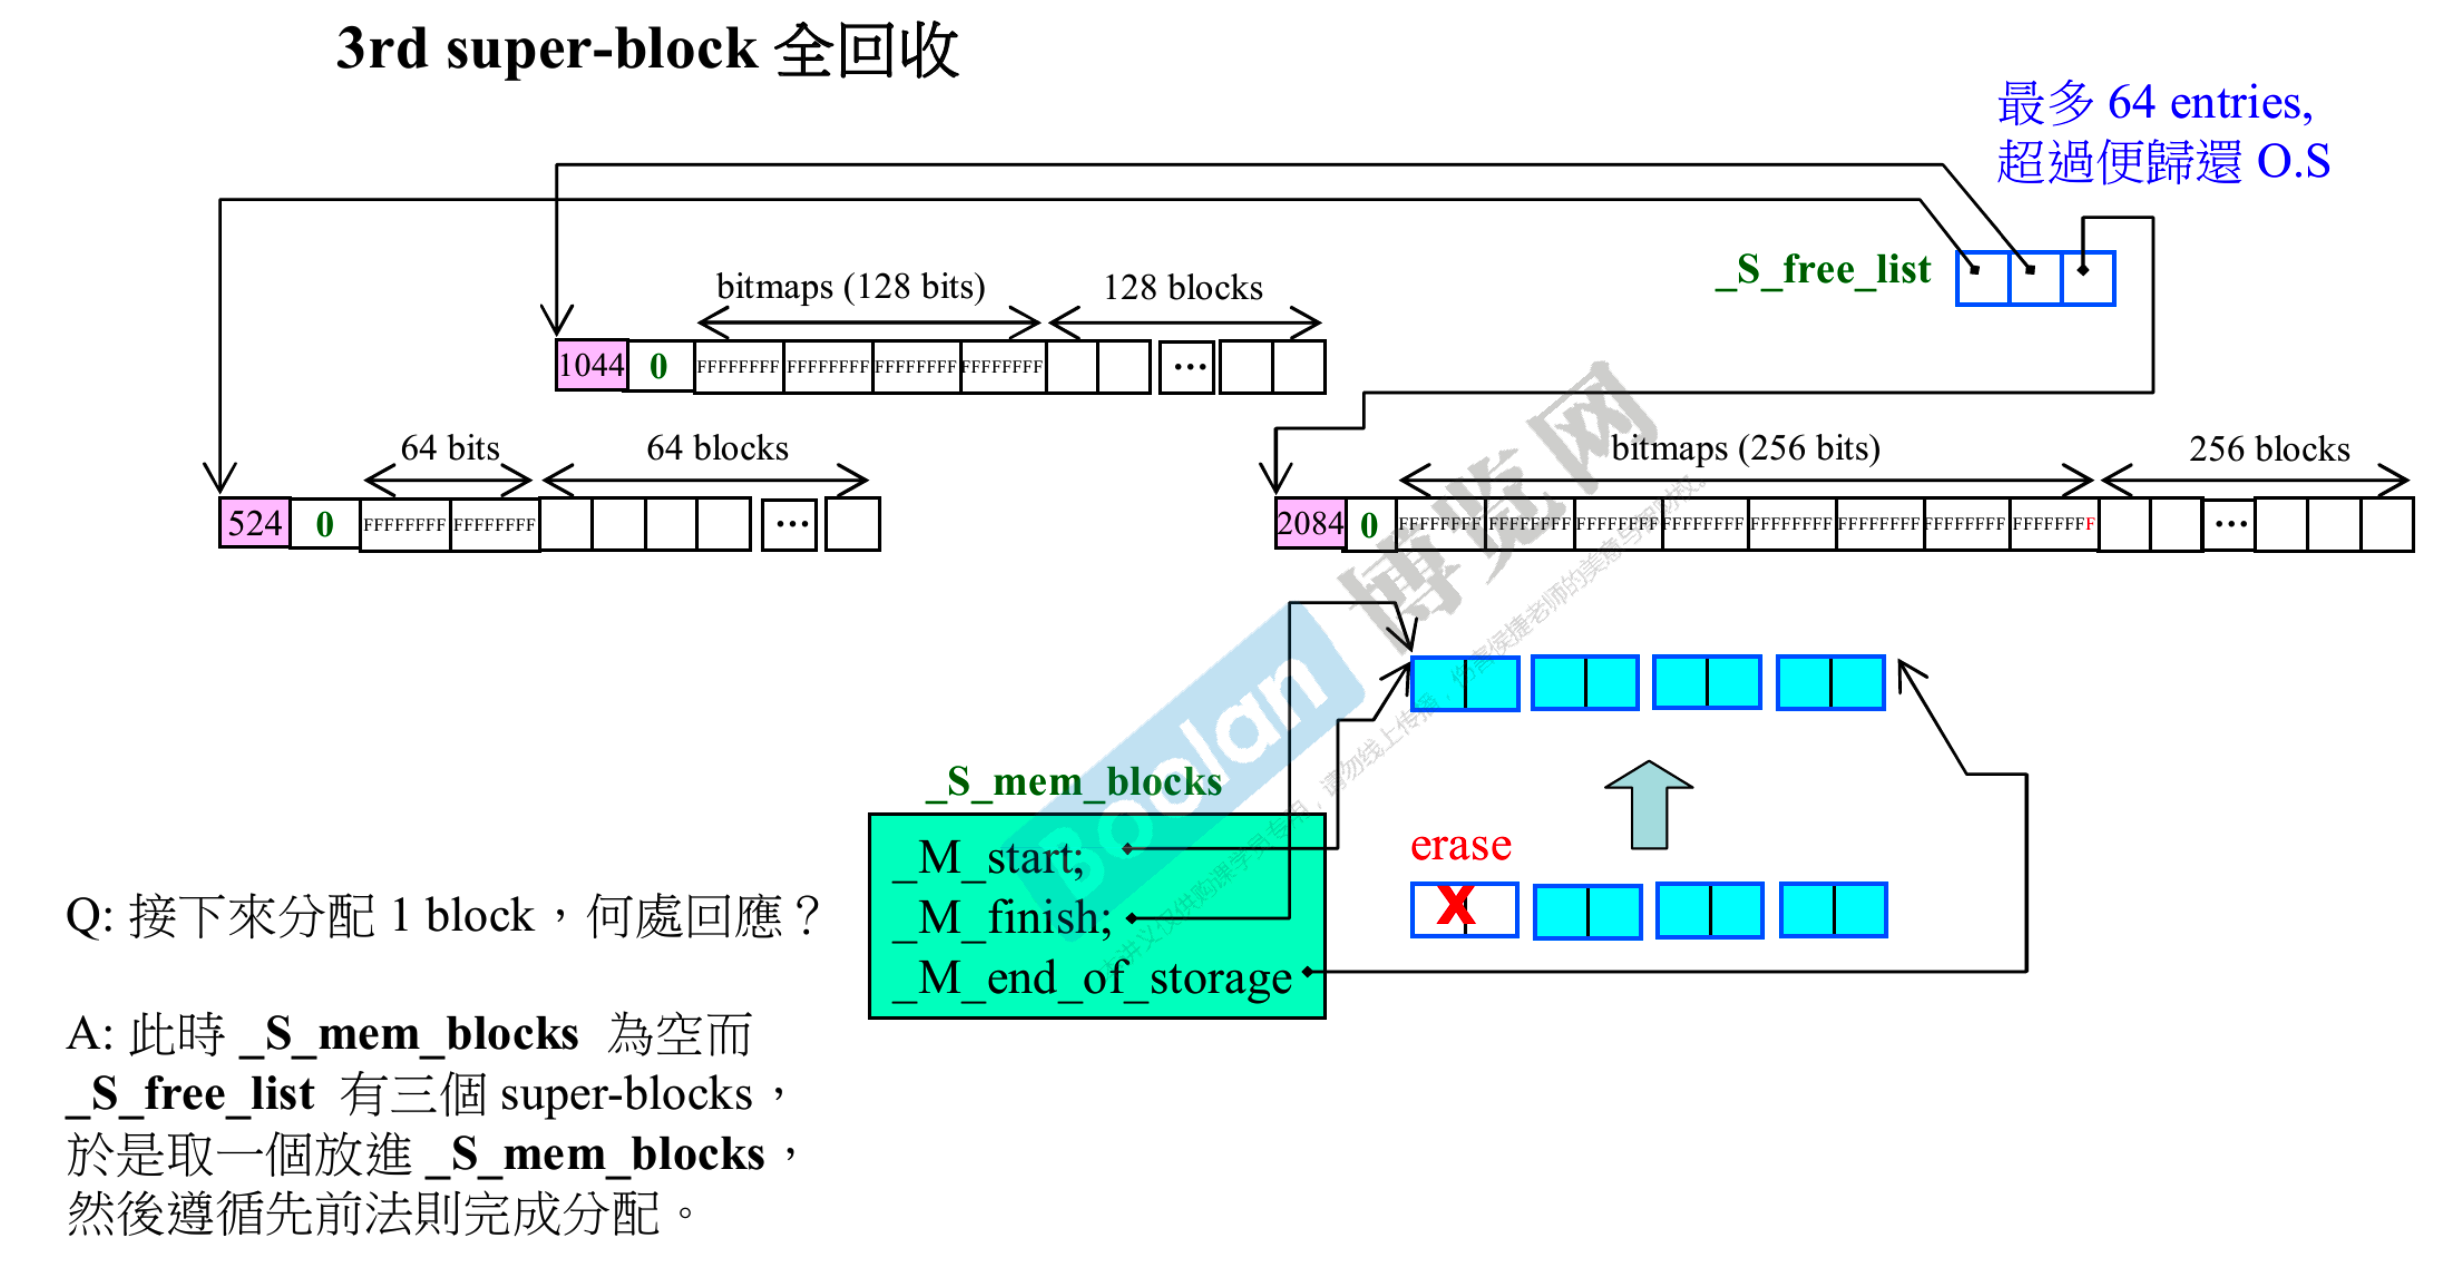 3rd super-block 全回收
最多 64 entries,
超過便歸還 O.S
_S_free_list
bitmaps (128 bits)
128 blocks
1044 0 FFFFFFFF FFFFFFFF FFFFFFFF FFFFFFFF ...
64 bits
64 blocks
bitmaps (256 bits)
256 blocks
524 0 FFFFFFFF FFFFFFFF ...
2084 0 FFFFFFFF FFFFFFFF FFFFFFFF FFFFFFFF FFFFFFFF FFFFFFFF FFFFFFFF FFFFFFFF ...
博览网
Boolan
_S_mem_blocks
_M_start;
_M_finish;
_M_end_of_storage
erase
X
Q: 接下來分配 1 block，何處回應？
A: 此時 _S_mem_blocks 為空而
_S_free_list 有三個 super-blocks，
於是取一個放進 _S_mem_blocks，
然後遵循先前法則完成分配。